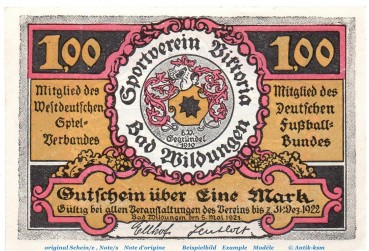 1,00 1,00
Sportverein Viktoria
Bad Wildungen
e.V.
Gegründet
1919
Mitglied des
Westdeutschen
Spiel-
Verbandes
Mitglied des
Deutschen
Fußball-
Bundes
Gutschein über Eine Mark.
Gültig bei allen Veranstaltungen des Vereins bis z. 31. Dez. 1922
Bad Wildungen, den 5. Mai 1921.
original Schein/e , Note/s Note d'origine Beispielbild Example Modèle © Antik-ksm